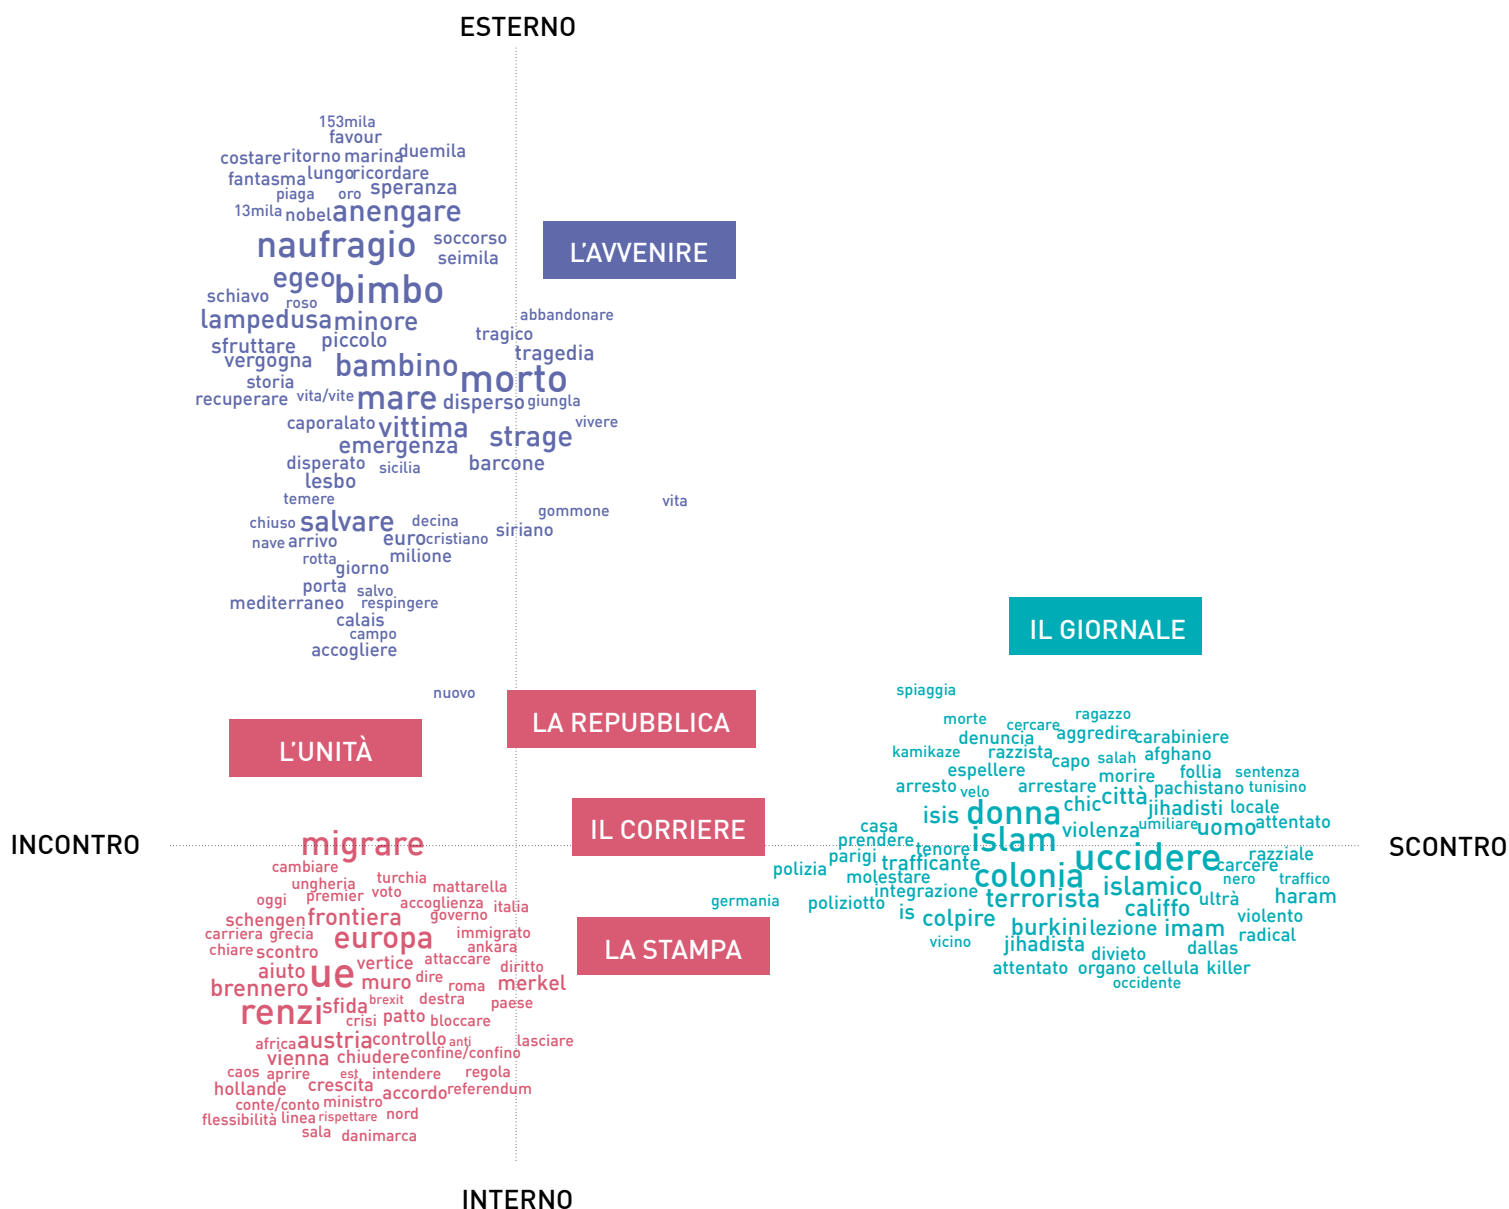 ESTERNO
153mila
favour
costare ritorno marina duemila
fantasma lungo ricordare
piaga oro speranza
13mila nobel anengare
naufragio soccorso
L'AVVENIRE
seimila
egeo bimbo
schiavo roso
lampedusa minore abbandonare
sfruttare piccolo tragico
vergogna bambino tragedia
storia morto
recuperare vita/vite mare disperso giungla
caporalato vittima strage vivere
emergenza
disperato sicilia barcone
lesbo
temere vita
chiuso salvare decina gommone
nave arrivo euro cristiano siriano
rotta milione
giorno
porta salvo
mediterraneo respingere
calais
campo
accogliere
nuovo
IL GIORNALE
LA REPUBBLICA
L'UNITÀ
IL CORRIERE
LA STAMPA
spiaggia
morte cercare ragazzo
denuncia aggredire carabiniere
kamikaze razzista capo salah afghano
espellere morire follia sentenza
arresto velo arrestare pachistano tunisino
isis donna chic città jihadisti locale
casa islam violenza umiliare uomo attentato
prendere tenore
parigi trafficante uccidere carcere razziale
polizia molestare colonia nero traffico
integrazione terrorista islamico ultrà haram
germania poliziotto is colpire califfo violento
burkini lezione imam radical
vicino jihadista divieto dallas
attentato organo cellula killer
occidente
INCONTRO
SCONTRO
migrare
cambiare
ungheria turchia
oggi premier voto mattarella
accoglienza italia
schengen frontiera governo
carriera grecia europa immigrato
chiare scontro ankara
aiuto ue vertice attaccare diritto
brennero muro dire roma merkel
renzi sfida brexit destra paese
crisi patto bloccare
africa austria controllo anti lasciare
vienna chiudere confine/confino
caos aprire est intendere regola
hollande crescita accordo referendum
conte/conto ministro
flessibilità linea rispettare nord
sala danimarca
INTERNO